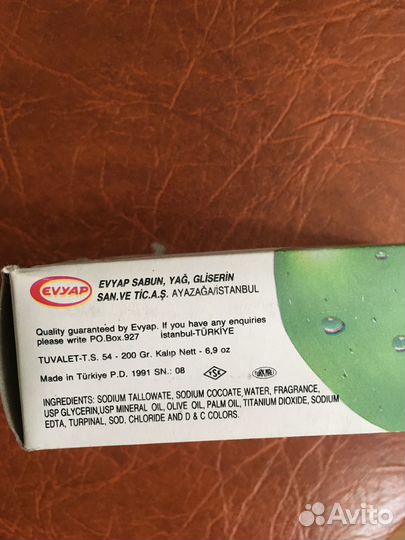 EVYAP
EVYAP SABUN, YAĞ, GLİSERİN
SAN.VE TİC.A.Ş. AYAZAĞA/İSTANBUL
Quality guaranteed by Evyap. If you have any enquiries
please write PO.Box.927 istanbul-TÜRKİYE
TUVALET-T.S. 54 - 200 Gr. Kalıp Nett - 6,9 oz
Made in Türkiye P.D. 1991 SN.: 08
TSE
INGREDIENTS: SODIUM TALLOWATE, SODIUM COCOATE, WATER, FRAGRANCE,
USP GLYCERIN,USP MINERAL OIL, OLIVE OIL, PALM OIL, TITANIUM DIOXIDE, SODIUM
EDTA, TURPINAL, SOD. CHLORIDE AND D & C COLORS.
Avito